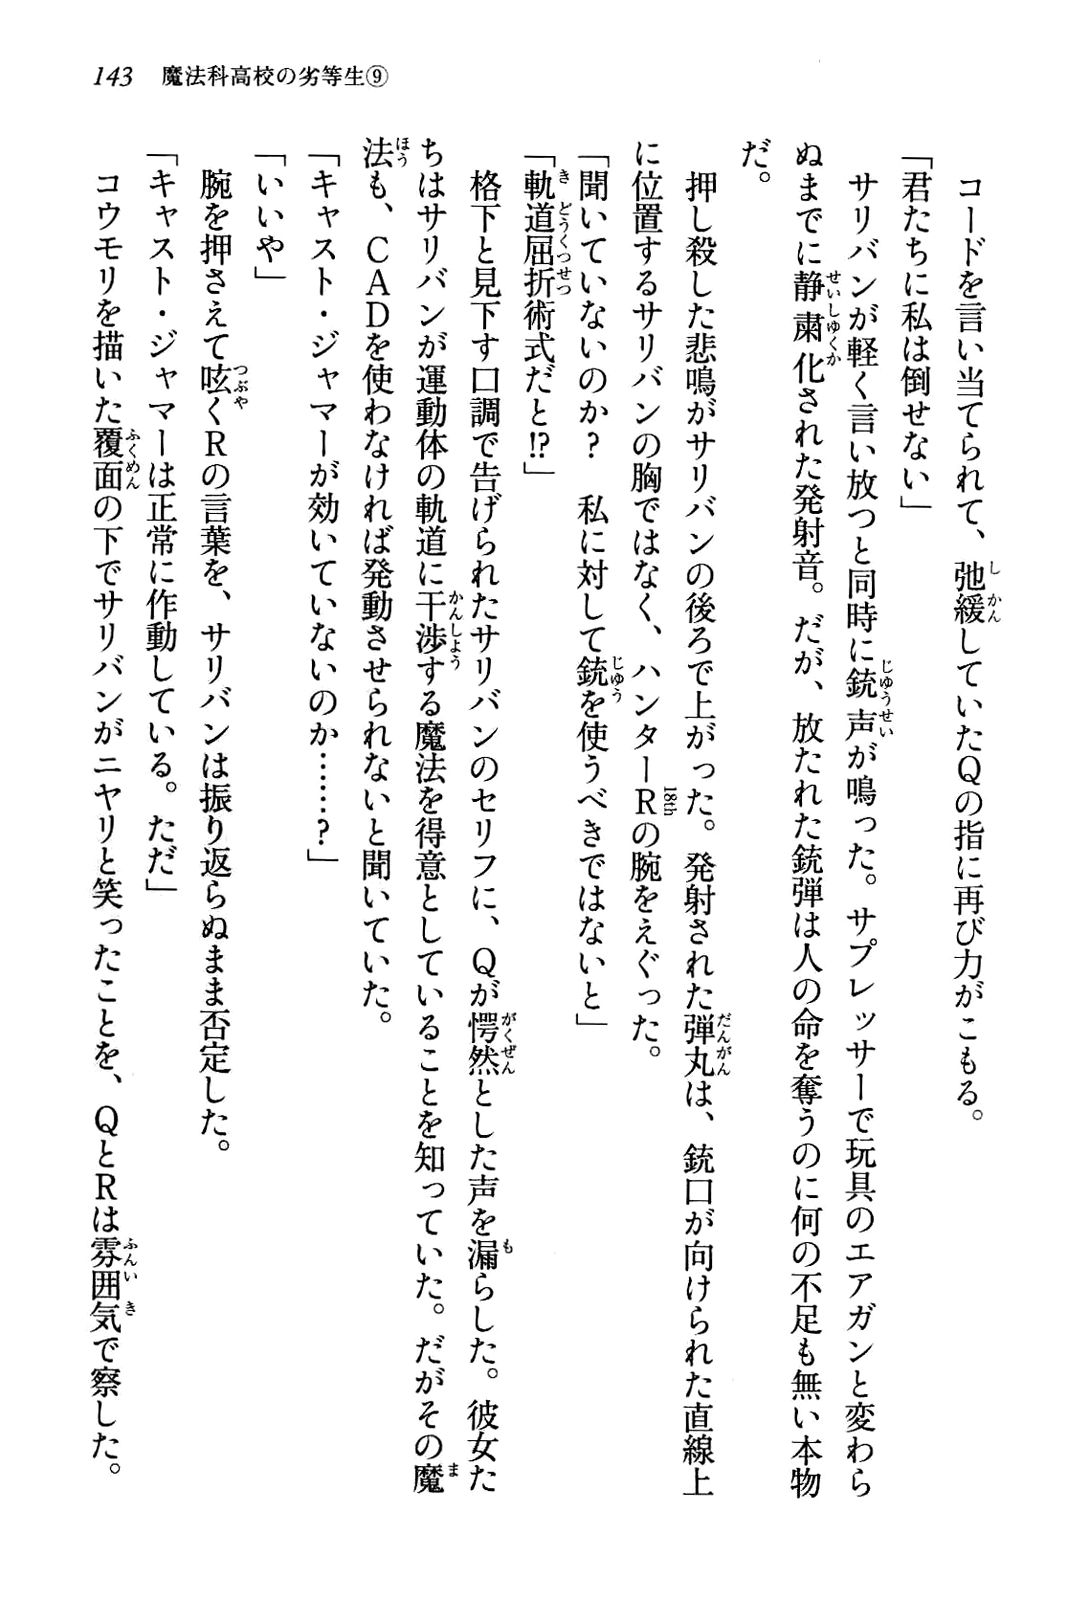 143 魔法科高校の劣等生⑨
　コードを言い当てられて、弛緩していたQの指に再び力がこもる。
「君たちに私は倒せない」
　サリバンが軽く言い放つと同時に銃声が鳴った。サプレッサーで玩具のエアガンと変わら
ぬまでに静粛化された発射音。だが、放たれた銃弾は人の命を奪うのに何の不足も無い本物
だ。
　押し殺した悲鳴がサリバンの後ろで上がった。発射された弾丸は、銃口が向けられた直線上
に位置するサリバンの胸ではなく、ハンターRの腕をえぐった。
「聞いていないのか？　私に対して銃を使うべきではないと」
「軌道屈折術式だと!?」
　格下と見下す口調で告げられたサリバンのセリフに、Qが愕然とした声を漏らした。彼女た
ちはサリバンが運動体の軌道に干渉する魔法を得意としていることを知っていた。だがその魔
法も、CADを使わなければ発動させられないと聞いていた。
「キャスト・ジャマーが効いていないのか……？」
「いいや」
　腕を押さえて呟くRの言葉を、サリバンは振り返らぬまま否定した。
「キャスト・ジャマーは正常に作動している。ただ」
　コウモリを描いた覆面の下でサリバンがニヤリと笑ったことを、QとRは雰囲気で察した。